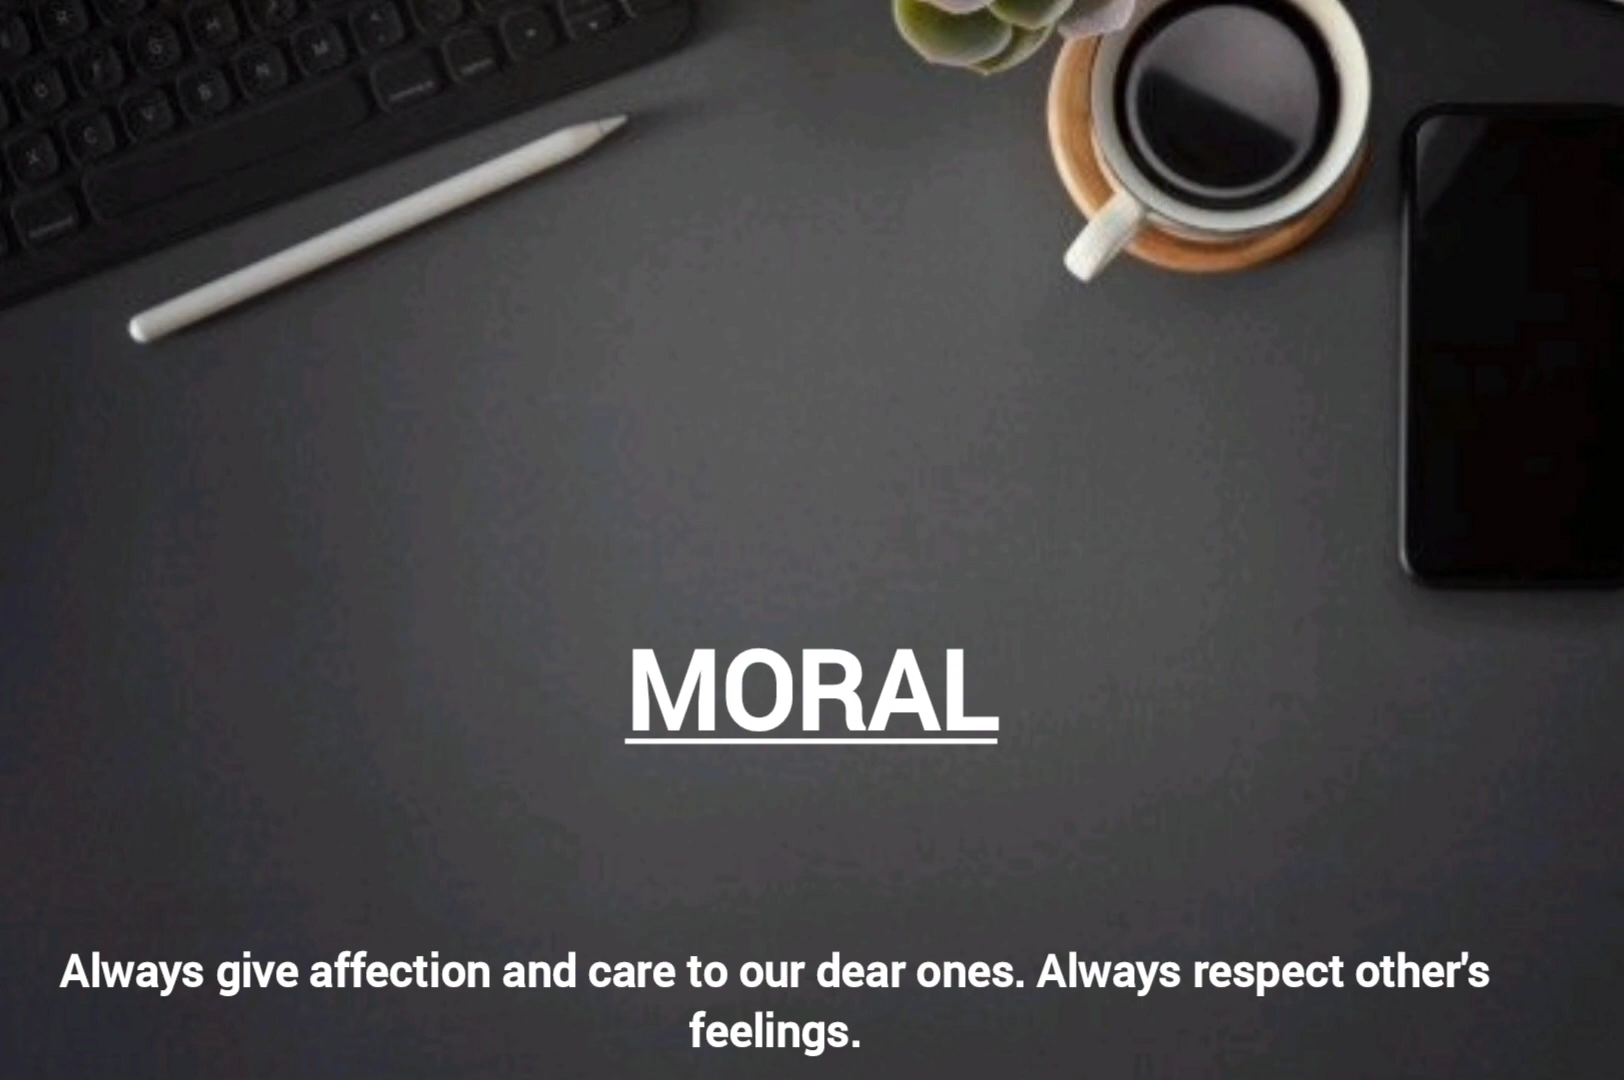 MORAL
Always give affection and care to our dear ones. Always respect other's
feelings.